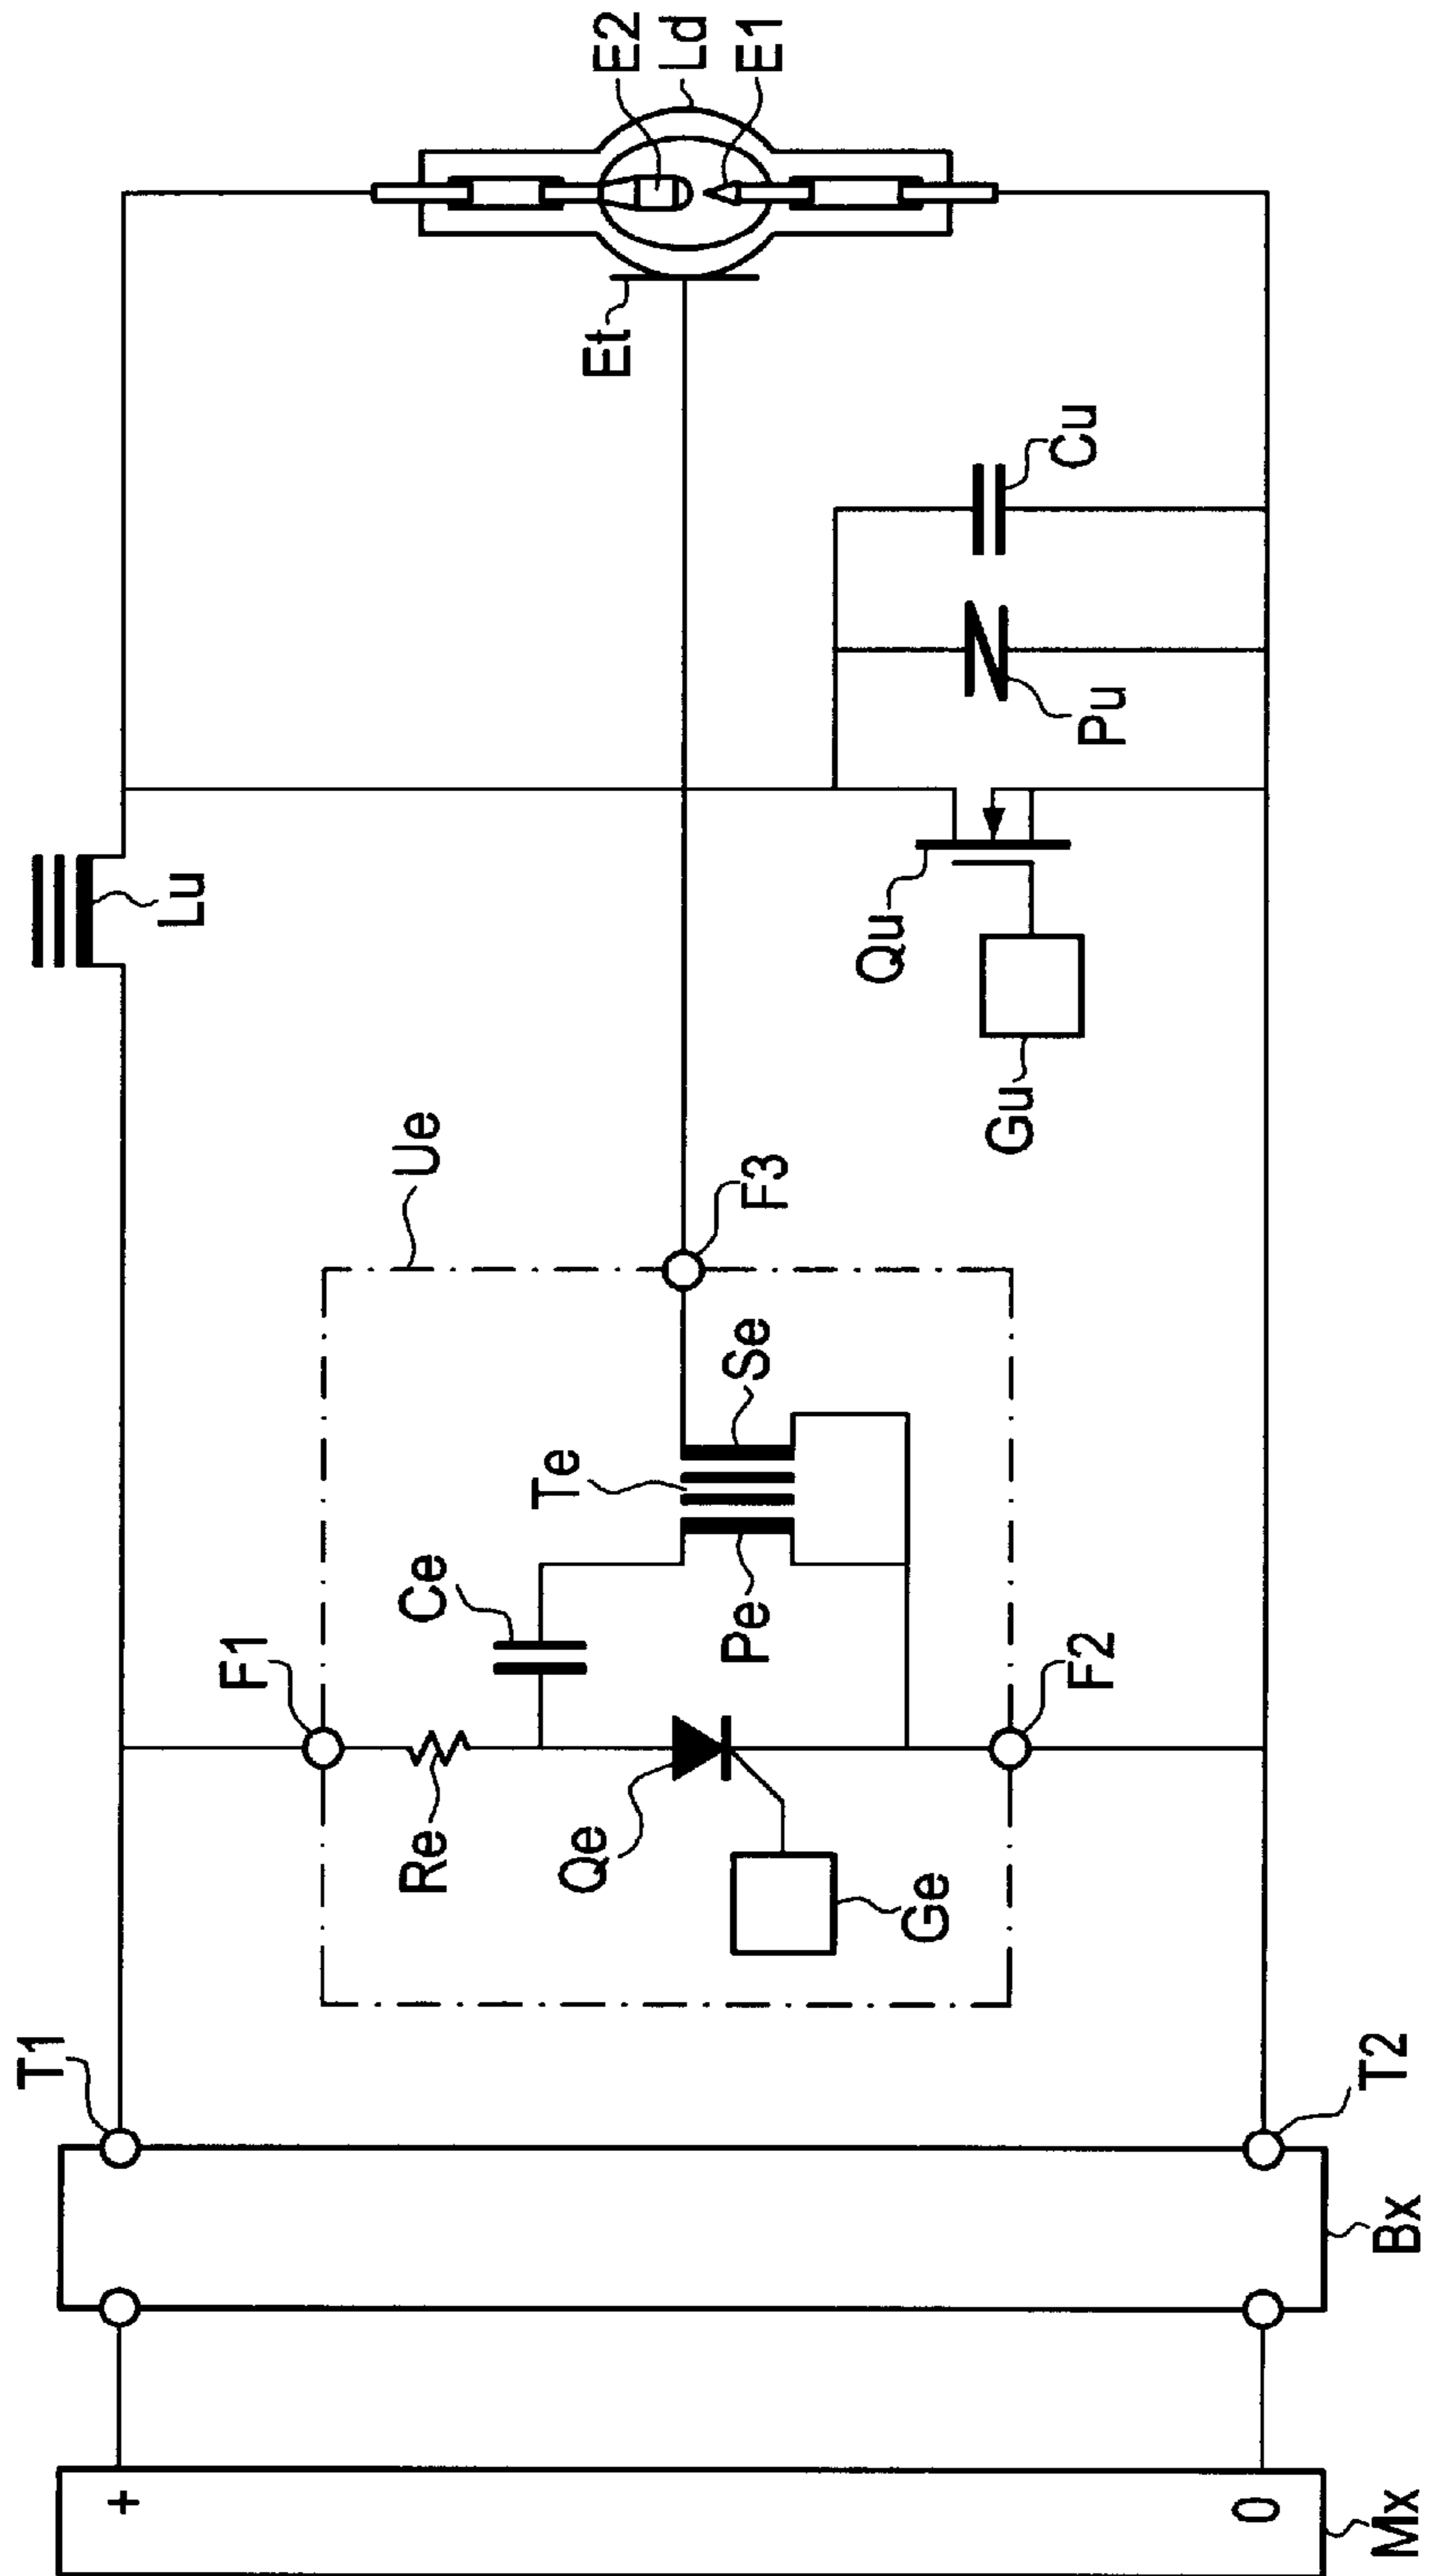 E2
Ld
E1
Et
Cu
Pu
Lu
Qu
Gu
Ue
F3
Se
Te
Ce
Pe
F1
F2
Re
Qe
Ge
T1
T2
Bx
+
0
Mx